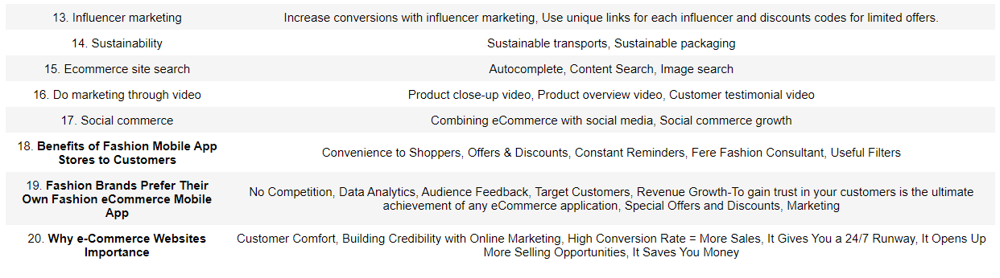 13. Influencer marketing Increase conversions with influencer marketing, Use unique links for each influencer and discounts codes for limited offers.
14. Sustainability Sustainable transports, Sustainable packaging
15. Ecommerce site search Autocomplete, Content Search, Image search
16. Do marketing through video Product close-up video, Product overview video, Customer testimonial video
17. Social commerce Combining eCommerce with social media, Social commerce growth
18. Benefits of Fashion Mobile App
Stores to Customers
Convenience to Shoppers, Offers & Discounts, Constant Reminders, Fere Fashion Consultant, Useful Filters
19. Fashion Brands Prefer Their
Own Fashion eCommerce Mobile
App
No Competition, Data Analytics, Audience Feedback, Target Customers, Revenue Growth-To gain trust in your customers is the ultimate
achievement of any eCommerce application, Special Offers and Discounts, Marketing
20. Why e-Commerce Websites
Importance
Customer Comfort, Building Credibility with Online Marketing, High Conversion Rate = More Sales, It Gives You a 24/7 Runway, It Opens Up
More Selling Opportunities, It Saves You Money